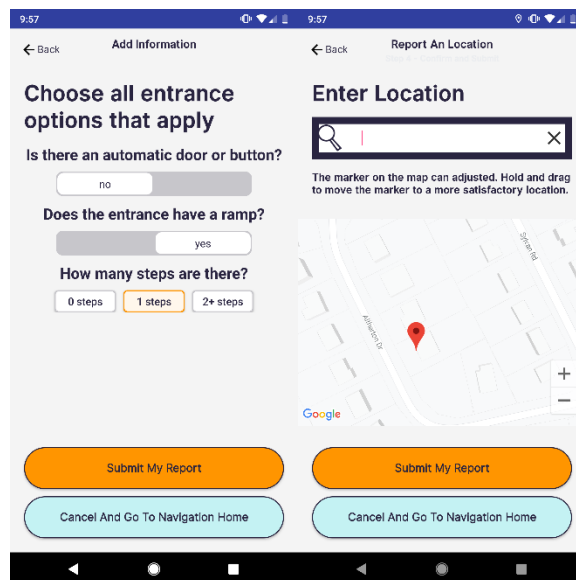 9:57
Back
Add Information
Choose all entrance
options that apply
Is there an automatic door or button?
no
Does the entrance have a ramp?
yes
How many steps are there?
0 steps
1 steps
2+ steps
Submit My Report
Cancel And Go To Navigation Home
9:57
Back
Report An Location
Enter Location
The marker on the map can adjusted. Hold and drag
to move the marker to a more satisfactory location.
Sylvan Rd
Google
Submit My Report
Cancel And Go To Navigation Home